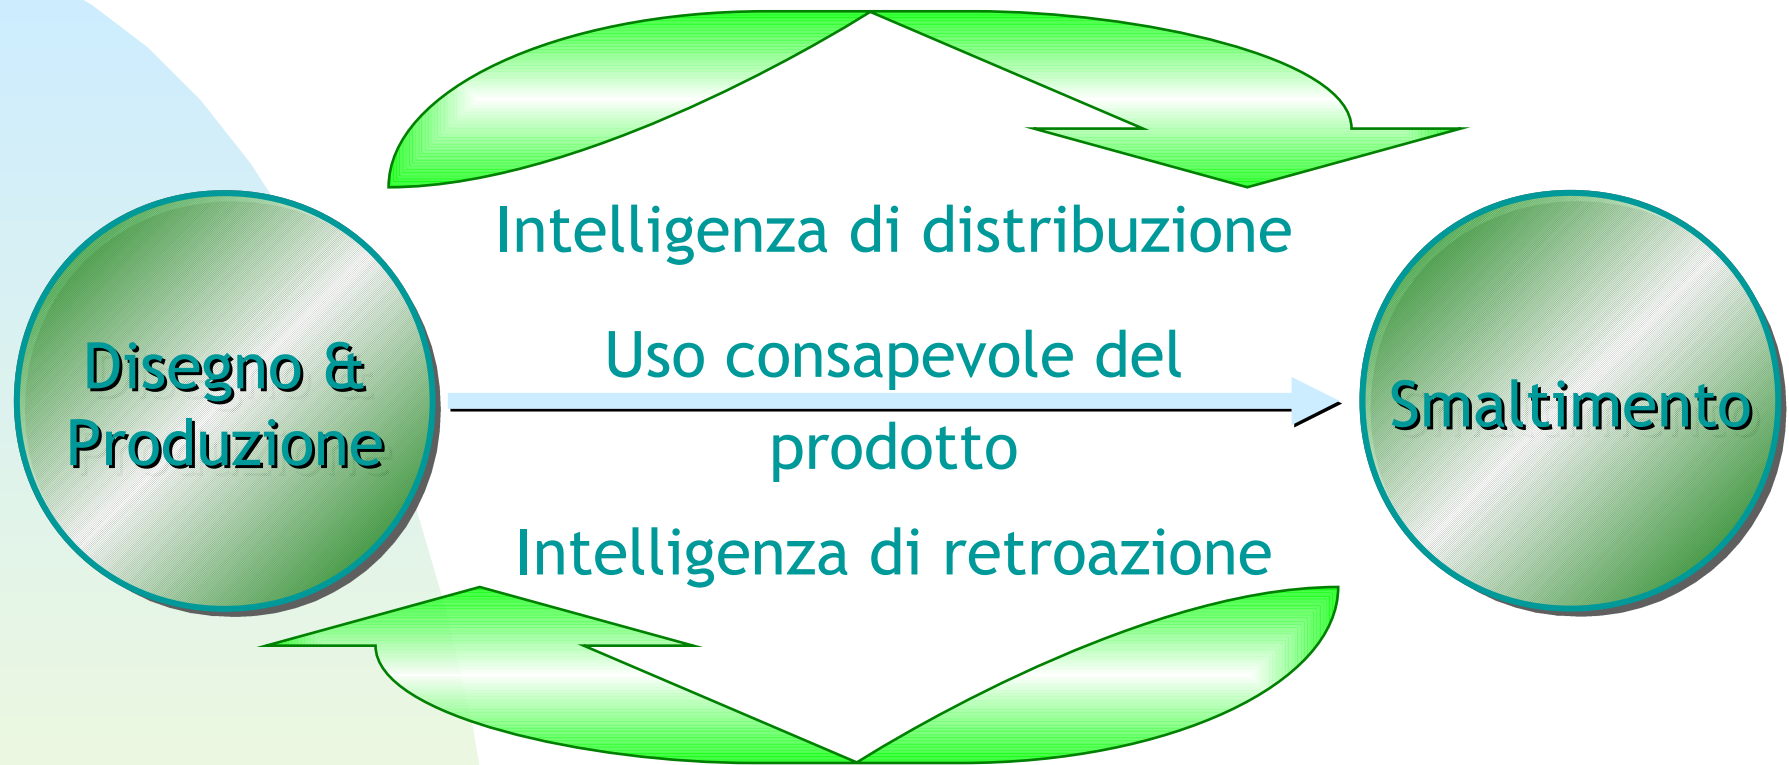 Intelligenza di distribuzione
Disegno &
Produzione
Uso consapevole del
prodotto
Smaltimento
Intelligenza di retroazione